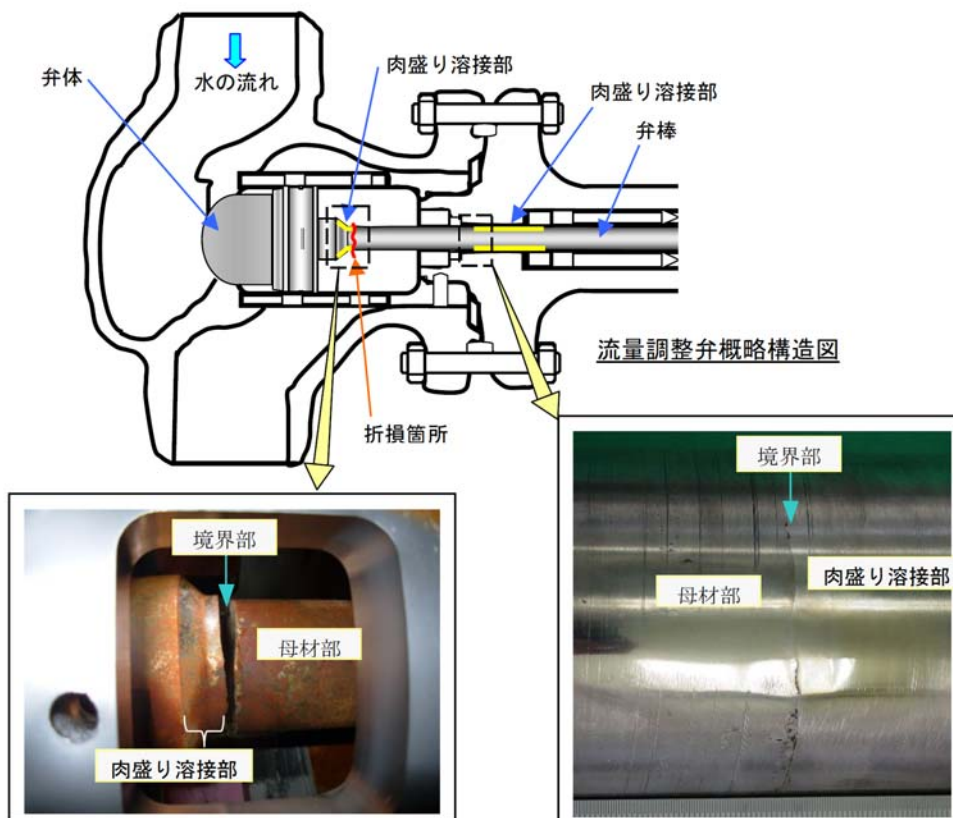 水の流れ
弁体
肉盛り溶接部
肉盛り溶接部
弁棒
流量調整弁概略構造図
折損箇所
境界部
母材部
肉盛り溶接部
境界部
母材部
肉盛り溶接部